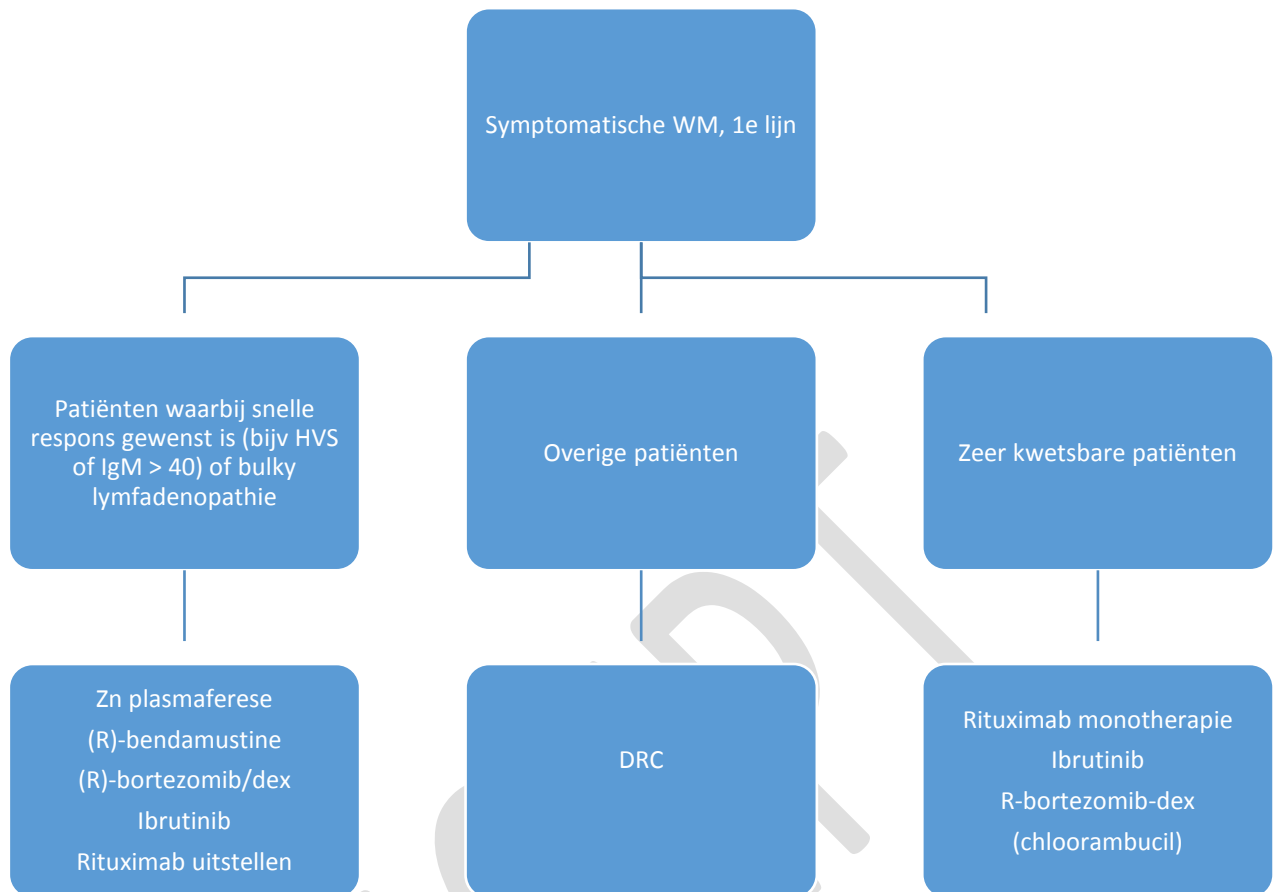 Symptomatische WM, 1e lijn
Patiënten waarbij snelle
respons gewenst is (bijv HVS
of IgM > 40) of bulky
lymfadenopathie
Overige patiënten
Zeer kwetsbare patiënten
Zn plasmaferese
(R)-bendamustine
(R)-bortezomib/dex
Ibrutinib
Rituximab uitstellen
DRC
Rituximab monotherapie
Ibrutinib
R-bortezomib-dex
(chloorambucil)